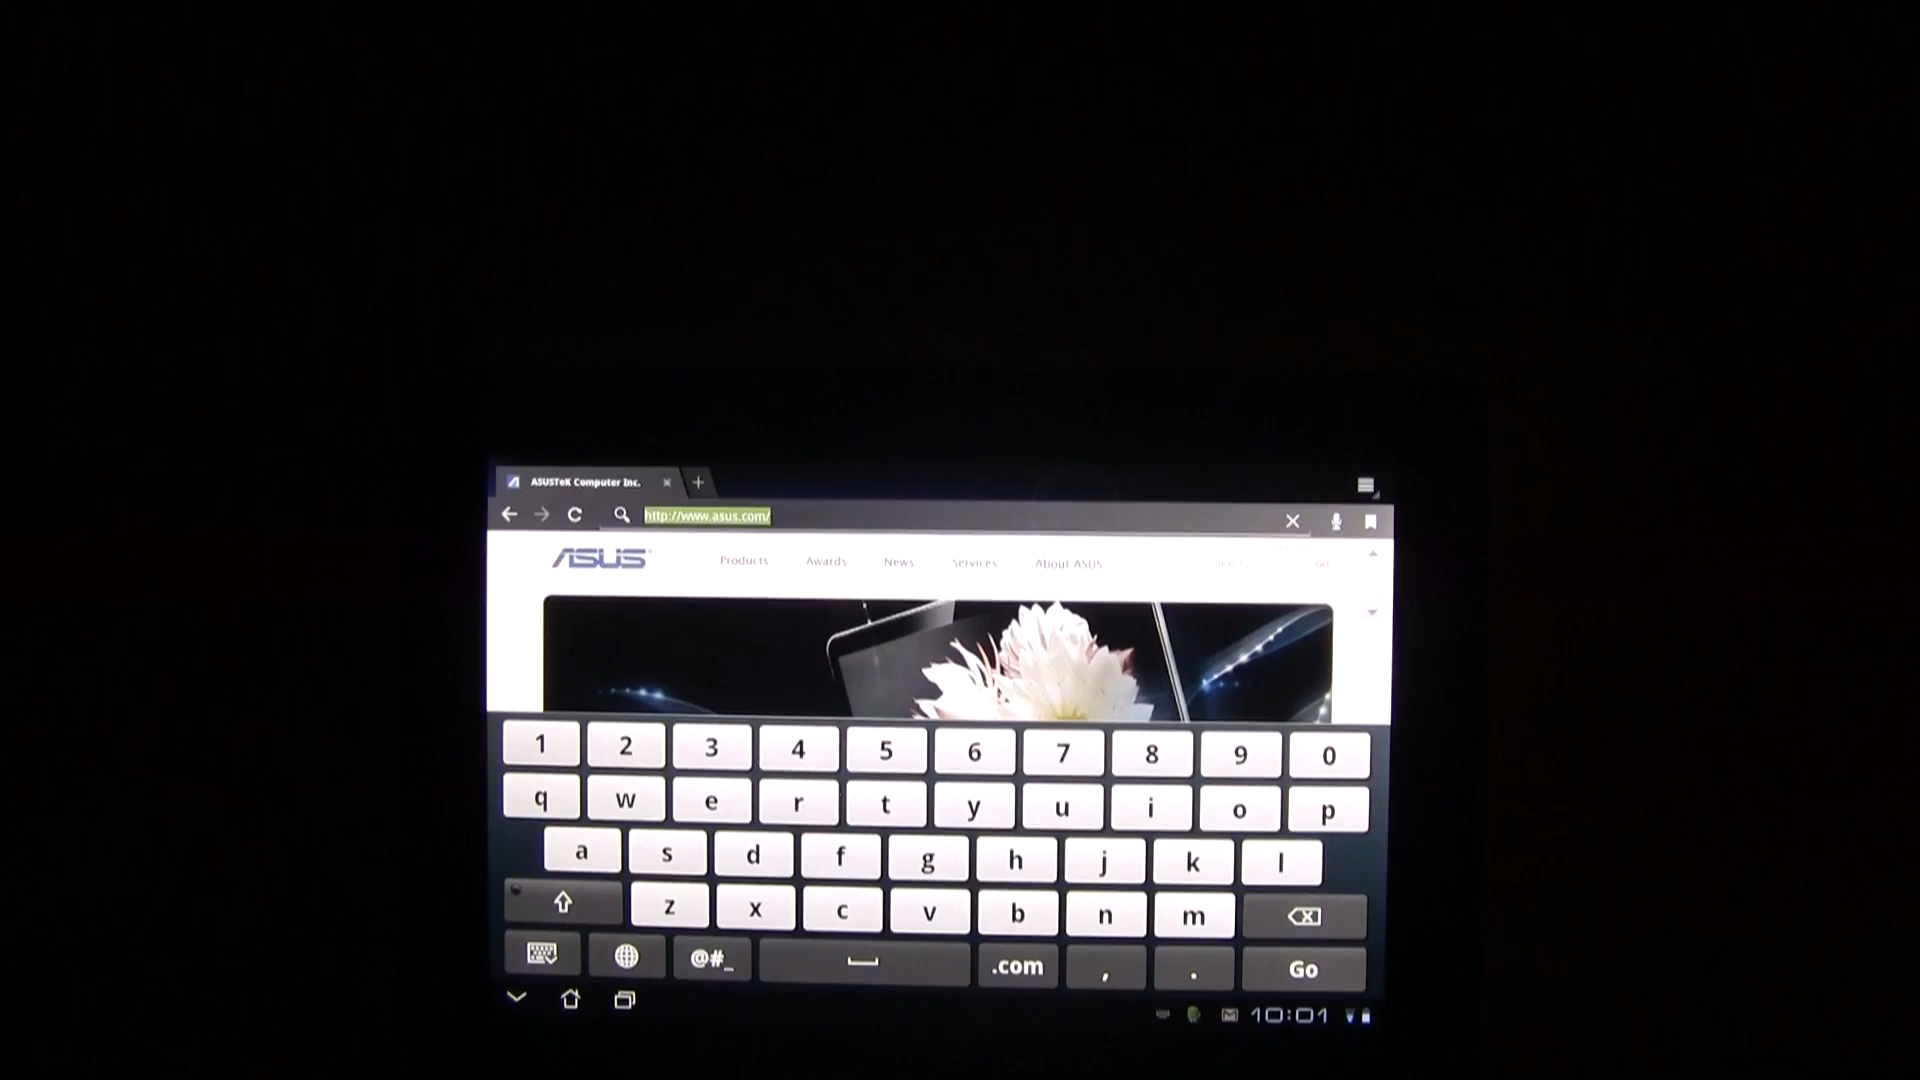 ASUSTeK Computer Inc.
http://www.asus.com/
ASUS Products Awards News Services About ASUS
1 2 3 4 5 6 7 8 9 0
q w e r t y u i o p
a s d f g h j k l
z x c v b n m
@#_ .com , . Go
10:01